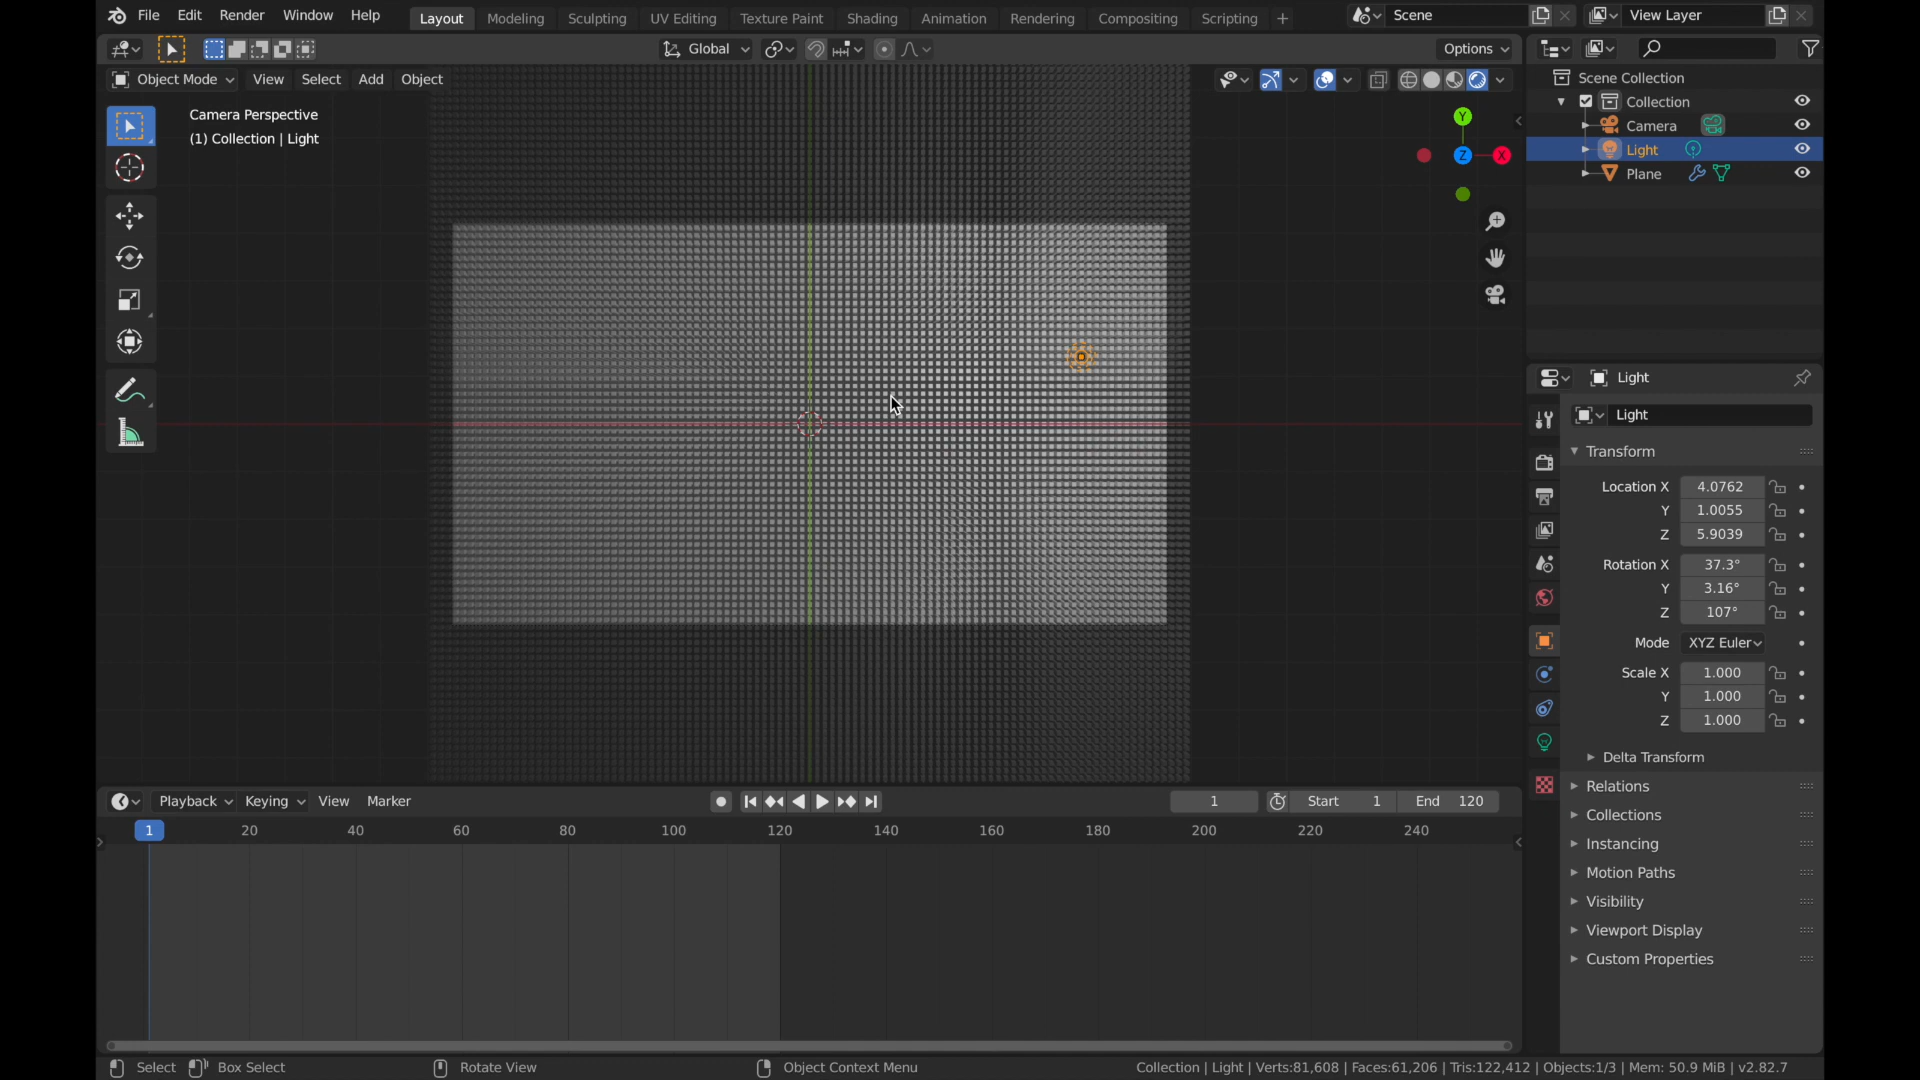 File Edit Render Window Help Layout Modeling Sculpting UV Editing Texture Paint Shading Animation Rendering Compositing Scripting + Scene View Layer
Global Options
Object Mode View Select Add Object
Camera Perspective
(1) Collection | Light
Y
Z X
Scene Collection
Collection
Camera
Light
Plane
Light
Light
Transform
Location X 4.0762
Y 1.0055
Z 5.9039
Rotation X 37.3°
Y 3.16°
Z 107°
Mode XYZ Euler
Scale X 1.000
Y 1.000
Z 1.000
Delta Transform
Relations
Collections
Instancing
Motion Paths
Visibility
Viewport Display
Custom Properties
Playback Keying View Marker 1 Start 1 End 120
1 20 40 60 80 100 120 140 160 180 200 220 240
Select Box Select Rotate View Object Context Menu Collection | Light | Verts:81,608 | Faces:61,206 | Tris:122,412 | Objects:1/3 | Mem: 50.9 MiB | v2.82.7